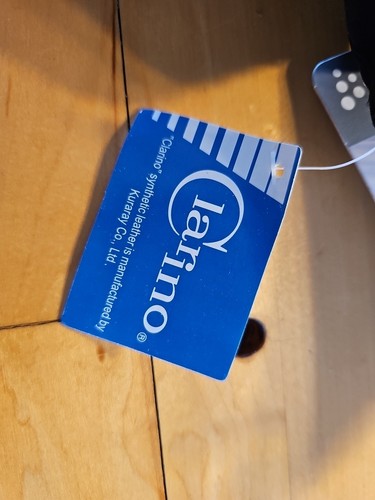 Clarino®
"Clarino" synthetic leather is manufactured by
Kuraray Co., Ltd.